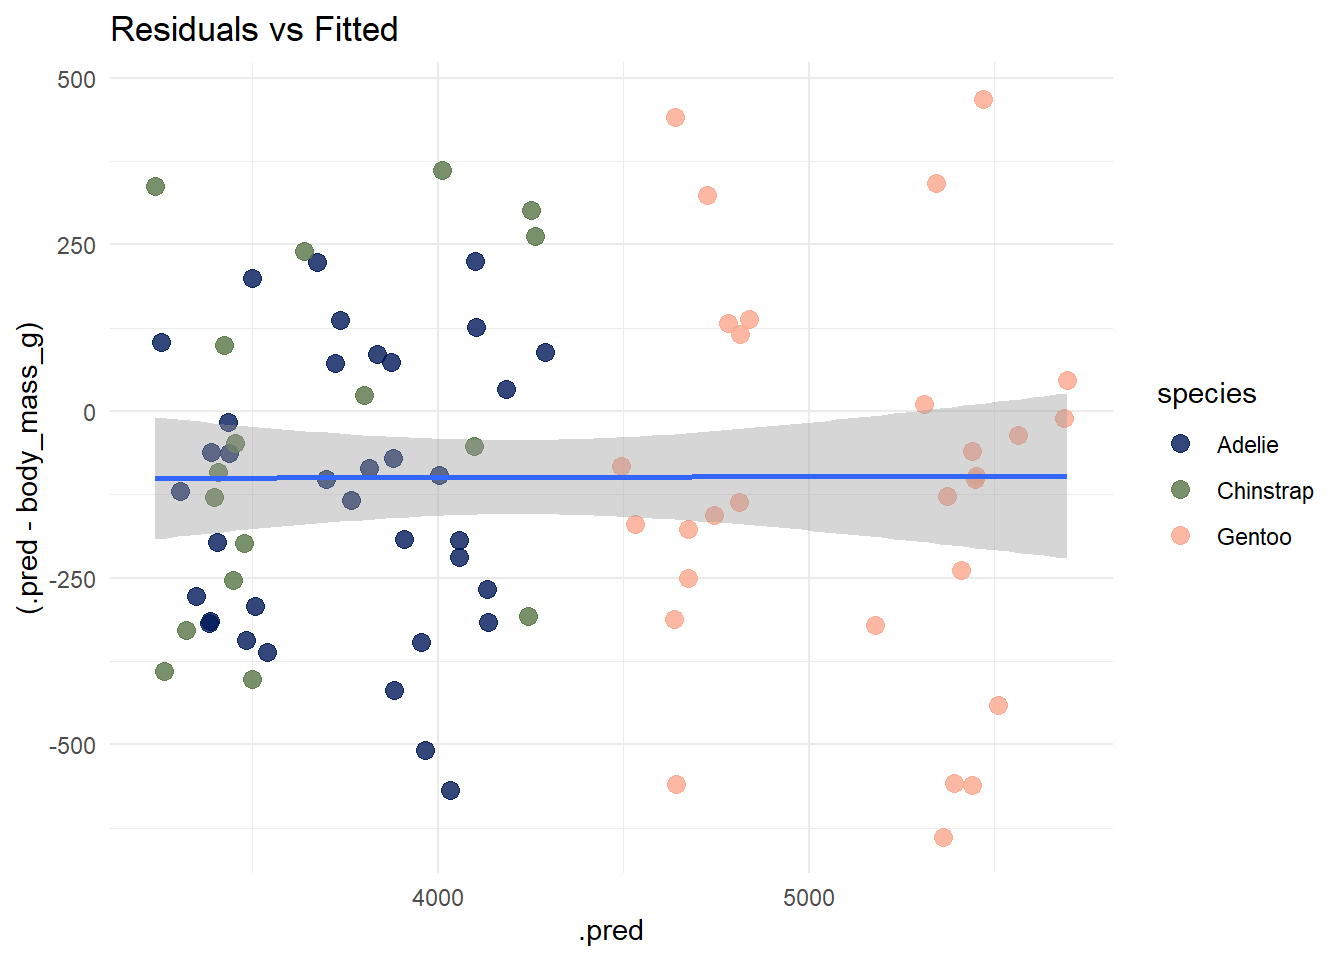 Residuals vs Fitted
500
250
0
-250
-500
(.pred - body_mass_g)
4000
5000
.pred
species
Adelie
Chinstrap
Gentoo